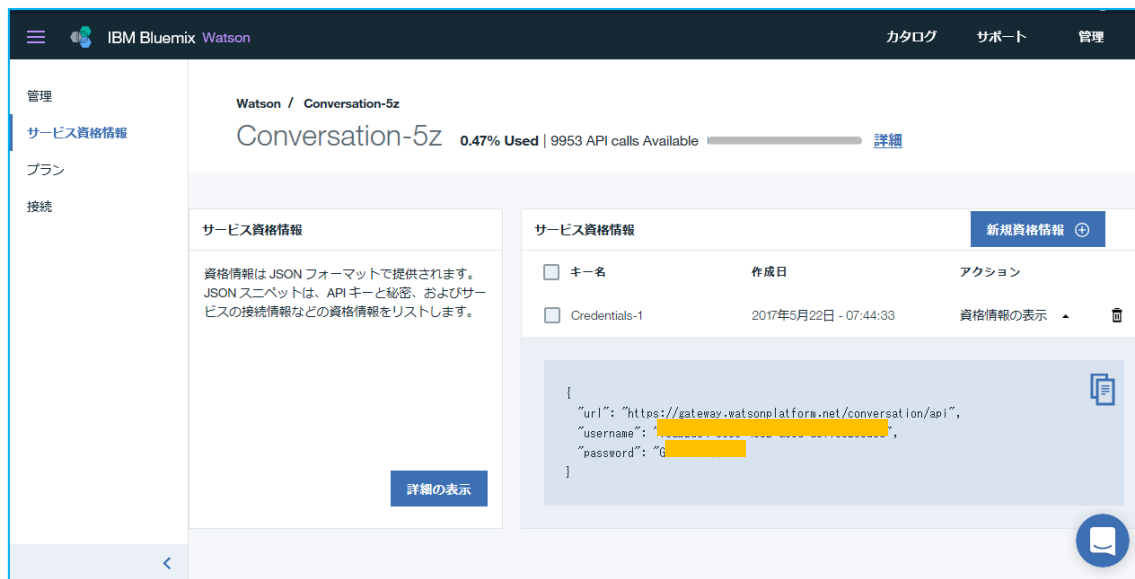 IBM Bluemix Watson
カタログ サポート 管理
管理
サービス資格情報
プラン
接続
Watson / Conversation-5z
Conversation-5z 0.47% Used | 9953 API calls Available 詳細
サービス資格情報
資格情報は JSON フォーマットで提供されます。
JSON スニペットは、API キーと秘密、およびサー
ビスの接続情報などの資格情報をリストします。
詳細の表示
サービス資格情報 新規資格情報
キー名 作成日 アクション
Credentials-1 2017年5月22日 - 07:44:33 資格情報の表示
{
"url": "https://gateway.watsonplatform.net/conversation/api",
"username": "
",
"password": "G
}